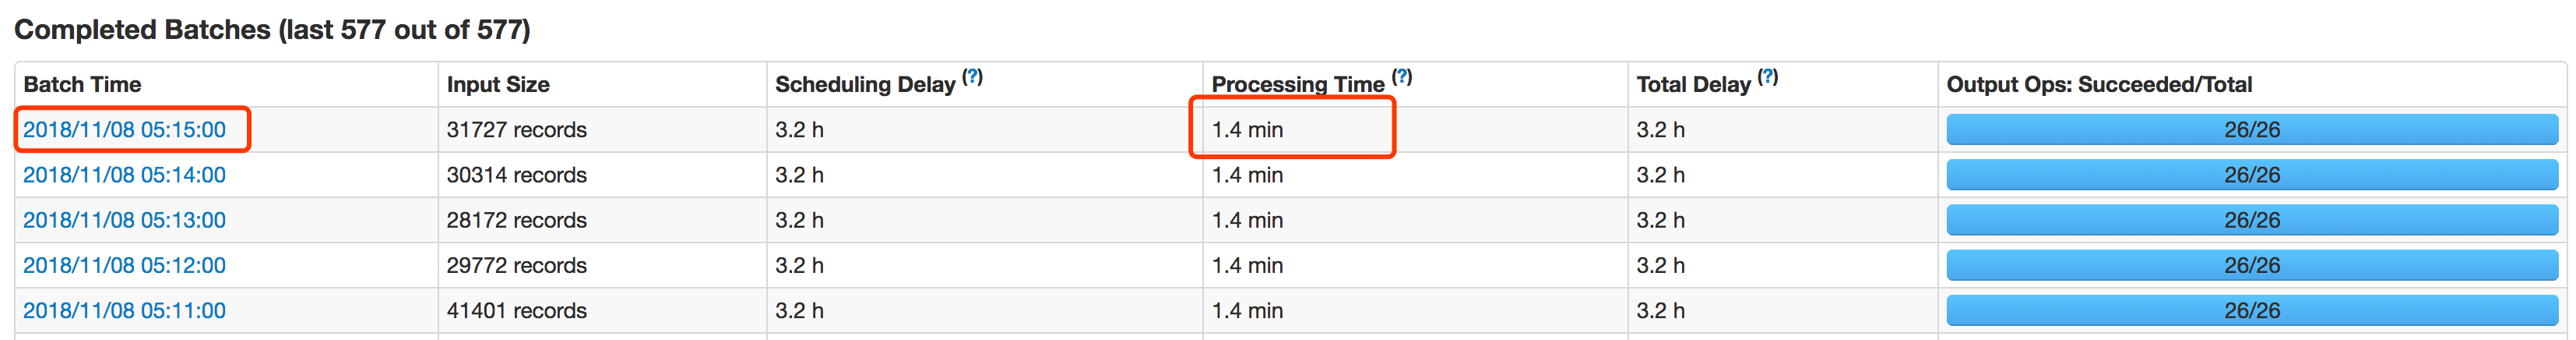 Completed Batches (last 577 out of 577)
Batch Time Input Size Scheduling Delay (?) Processing Time (?) Total Delay (?) Output Ops: Succeeded/Total
2018/11/08 05:15:00 31727 records 3.2 h 1.4 min 3.2 h 26/26
2018/11/08 05:14:00 30314 records 3.2 h 1.4 min 3.2 h 26/26
2018/11/08 05:13:00 28172 records 3.2 h 1.4 min 3.2 h 26/26
2018/11/08 05:12:00 29772 records 3.2 h 1.4 min 3.2 h 26/26
2018/11/08 05:11:00 41401 records 3.2 h 1.4 min 3.2 h 26/26